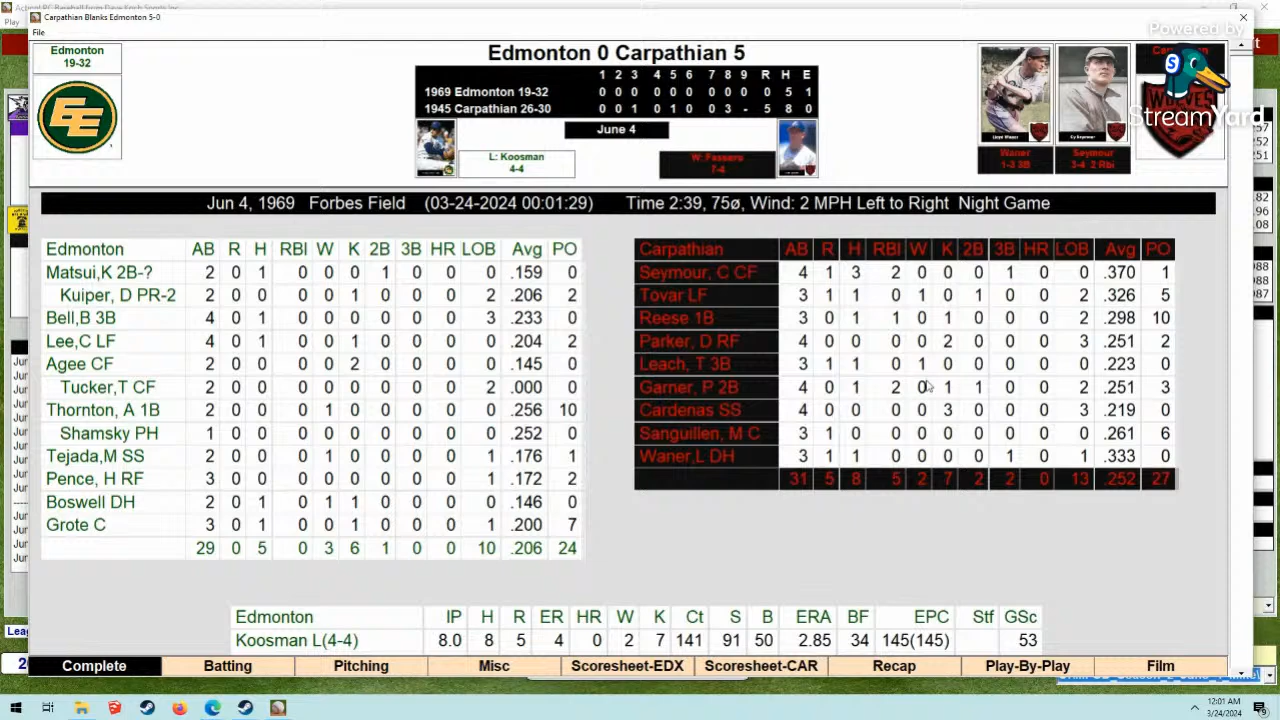 Action PC Baseball from Dave Koch Sports Inc
Carpathian Blanks Edmonton 5-0
Play
File
Powered by
StreamYard
Edmonton
19-32
EE
Edmonton 0 Carpathian 5
1 2 3 4 5 6 7 8 9 R H E
1969 Edmonton 19-32 0 0 0 0 0 0 0 0 0 0 5 1
1945 Carpathian 26-30 0 0 1 0 1 0 0 3 - 5 8 0
June 4
L: Koosman
4-4
W: Fassero
7-4
Waner
1-3 3B
Seymour
3-4 2 Rbi
WOLVES
Jun 4, 1969 Forbes Field (03-24-2024 00:01:29) Time 2:39, 75ø, Wind: 2 MPH Left to Right Night Game
Edmonton AB R H RBI W K 2B 3B HR LOB Avg PO
Matsui,K 2B-? 2 0 1 0 0 0 1 0 0 0 .159 0
Kuiper, D PR-2 2 0 0 0 0 1 0 0 0 2 .206 2
Bell,B 3B 4 0 1 0 0 0 0 0 0 3 .233 0
Lee,C LF 4 0 1 0 0 1 0 0 0 0 .204 2
Agee CF 2 0 0 0 0 2 0 0 0 0 .145 0
Tucker,T CF 2 0 0 0 0 0 0 0 0 2 .000 0
Thornton, A 1B 2 0 0 0 1 0 0 0 0 0 .256 10
Shamsky PH 1 0 0 0 0 0 0 0 0 0 .252 0
Tejada,M SS 2 0 0 0 1 0 0 0 0 1 .176 1
Pence, H RF 3 0 0 0 0 0 0 0 0 1 .172 2
Boswell DH 2 0 1 0 1 1 0 0 0 0 .146 0
Grote C 3 0 1 0 0 1 0 0 0 1 .200 7
29 0 5 0 3 6 1 0 0 10 .206 24
Carpathian AB R H RBI W K 2B 3B HR LOB Avg PO
Seymour, C CF 4 1 3 2 0 0 0 1 0 0 .370 1
Tovar LF 3 1 1 0 1 0 1 0 0 2 .326 5
Reese 1B 3 0 1 1 0 1 0 0 0 2 .298 10
Parker, D RF 4 0 0 0 0 2 0 0 0 3 .251 2
Leach, T 3B 3 1 1 0 1 0 0 0 0 0 .223 0
Garner, P 2B 4 0 1 2 0 1 1 0 0 2 .251 3
Cardenas SS 4 0 0 0 0 3 0 0 0 3 .219 0
Sanguillen, M C 3 1 0 0 0 0 0 0 0 0 .261 6
Waner,L DH 3 1 1 0 0 0 0 1 0 1 .333 0
31 5 8 5 2 7 2 2 0 13 .252 27
Edmonton IP H R ER HR W K Ct S B ERA BF EPC Stf GSc
Koosman L(4-4) 8.0 8 5 4 0 2 7 141 91 50 2.85 34 145(145) 53
Complete Batting Pitching Misc Scoresheet-EDX Scoresheet-CAR Recap Play-By-Play Film
12:01 AM
3/24/2024